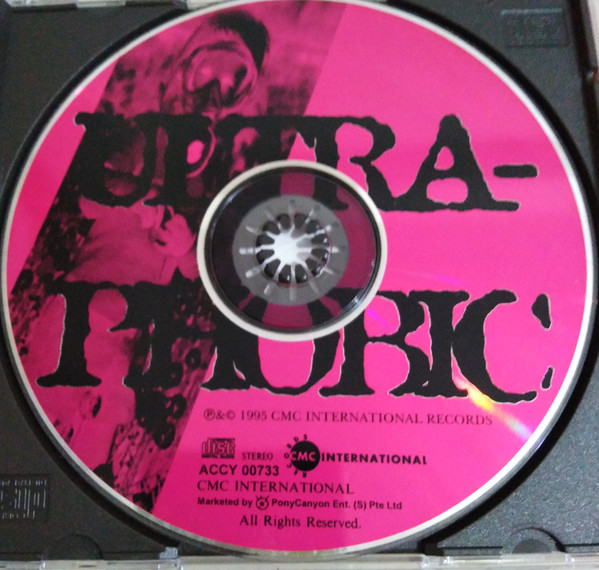 ULTRA-
PHOBIC
℗&© 1995 CMC INTERNATIONAL RECORDS
disc
STEREO
CMC INTERNATIONAL
ACCY 00733
CMC INTERNATIONAL
Marketed by PonyCanyon Ent. (S) Pte Ltd
All Rights Reserved.